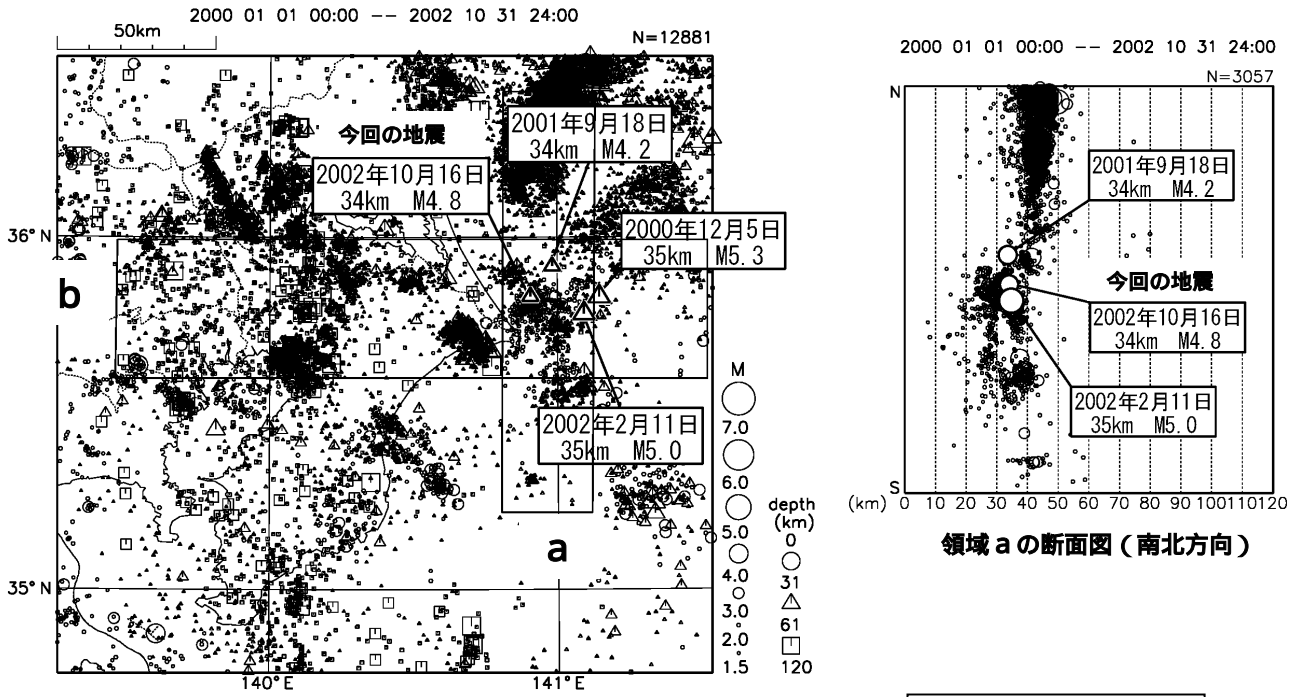 2000 01 01 00:00 -- 2002 10 31 24:00
50km
N=12881
2001年9月18日
34km M4.2
今回の地震
2002年10月16日
34km M4.8
2000年12月5日
35km M5.3
36°N
b
2002年2月11日
35km M5.0
a
35°N
140°E
141°E
M
7.0
6.0
5.0
4.0
3.0
2.0
1.5
depth
(km)
0
31
61
120
2000 01 01 00:00 -- 2002 10 31 24:00
N=3057
N
2001年9月18日
34km M4.2
今回の地震
2002年10月16日
34km M4.8
2002年2月11日
35km M5.0
S
(km) 0 10 20 30 40 50 60 70 80 90 100 110 120
領域a の断面図（南北方向）